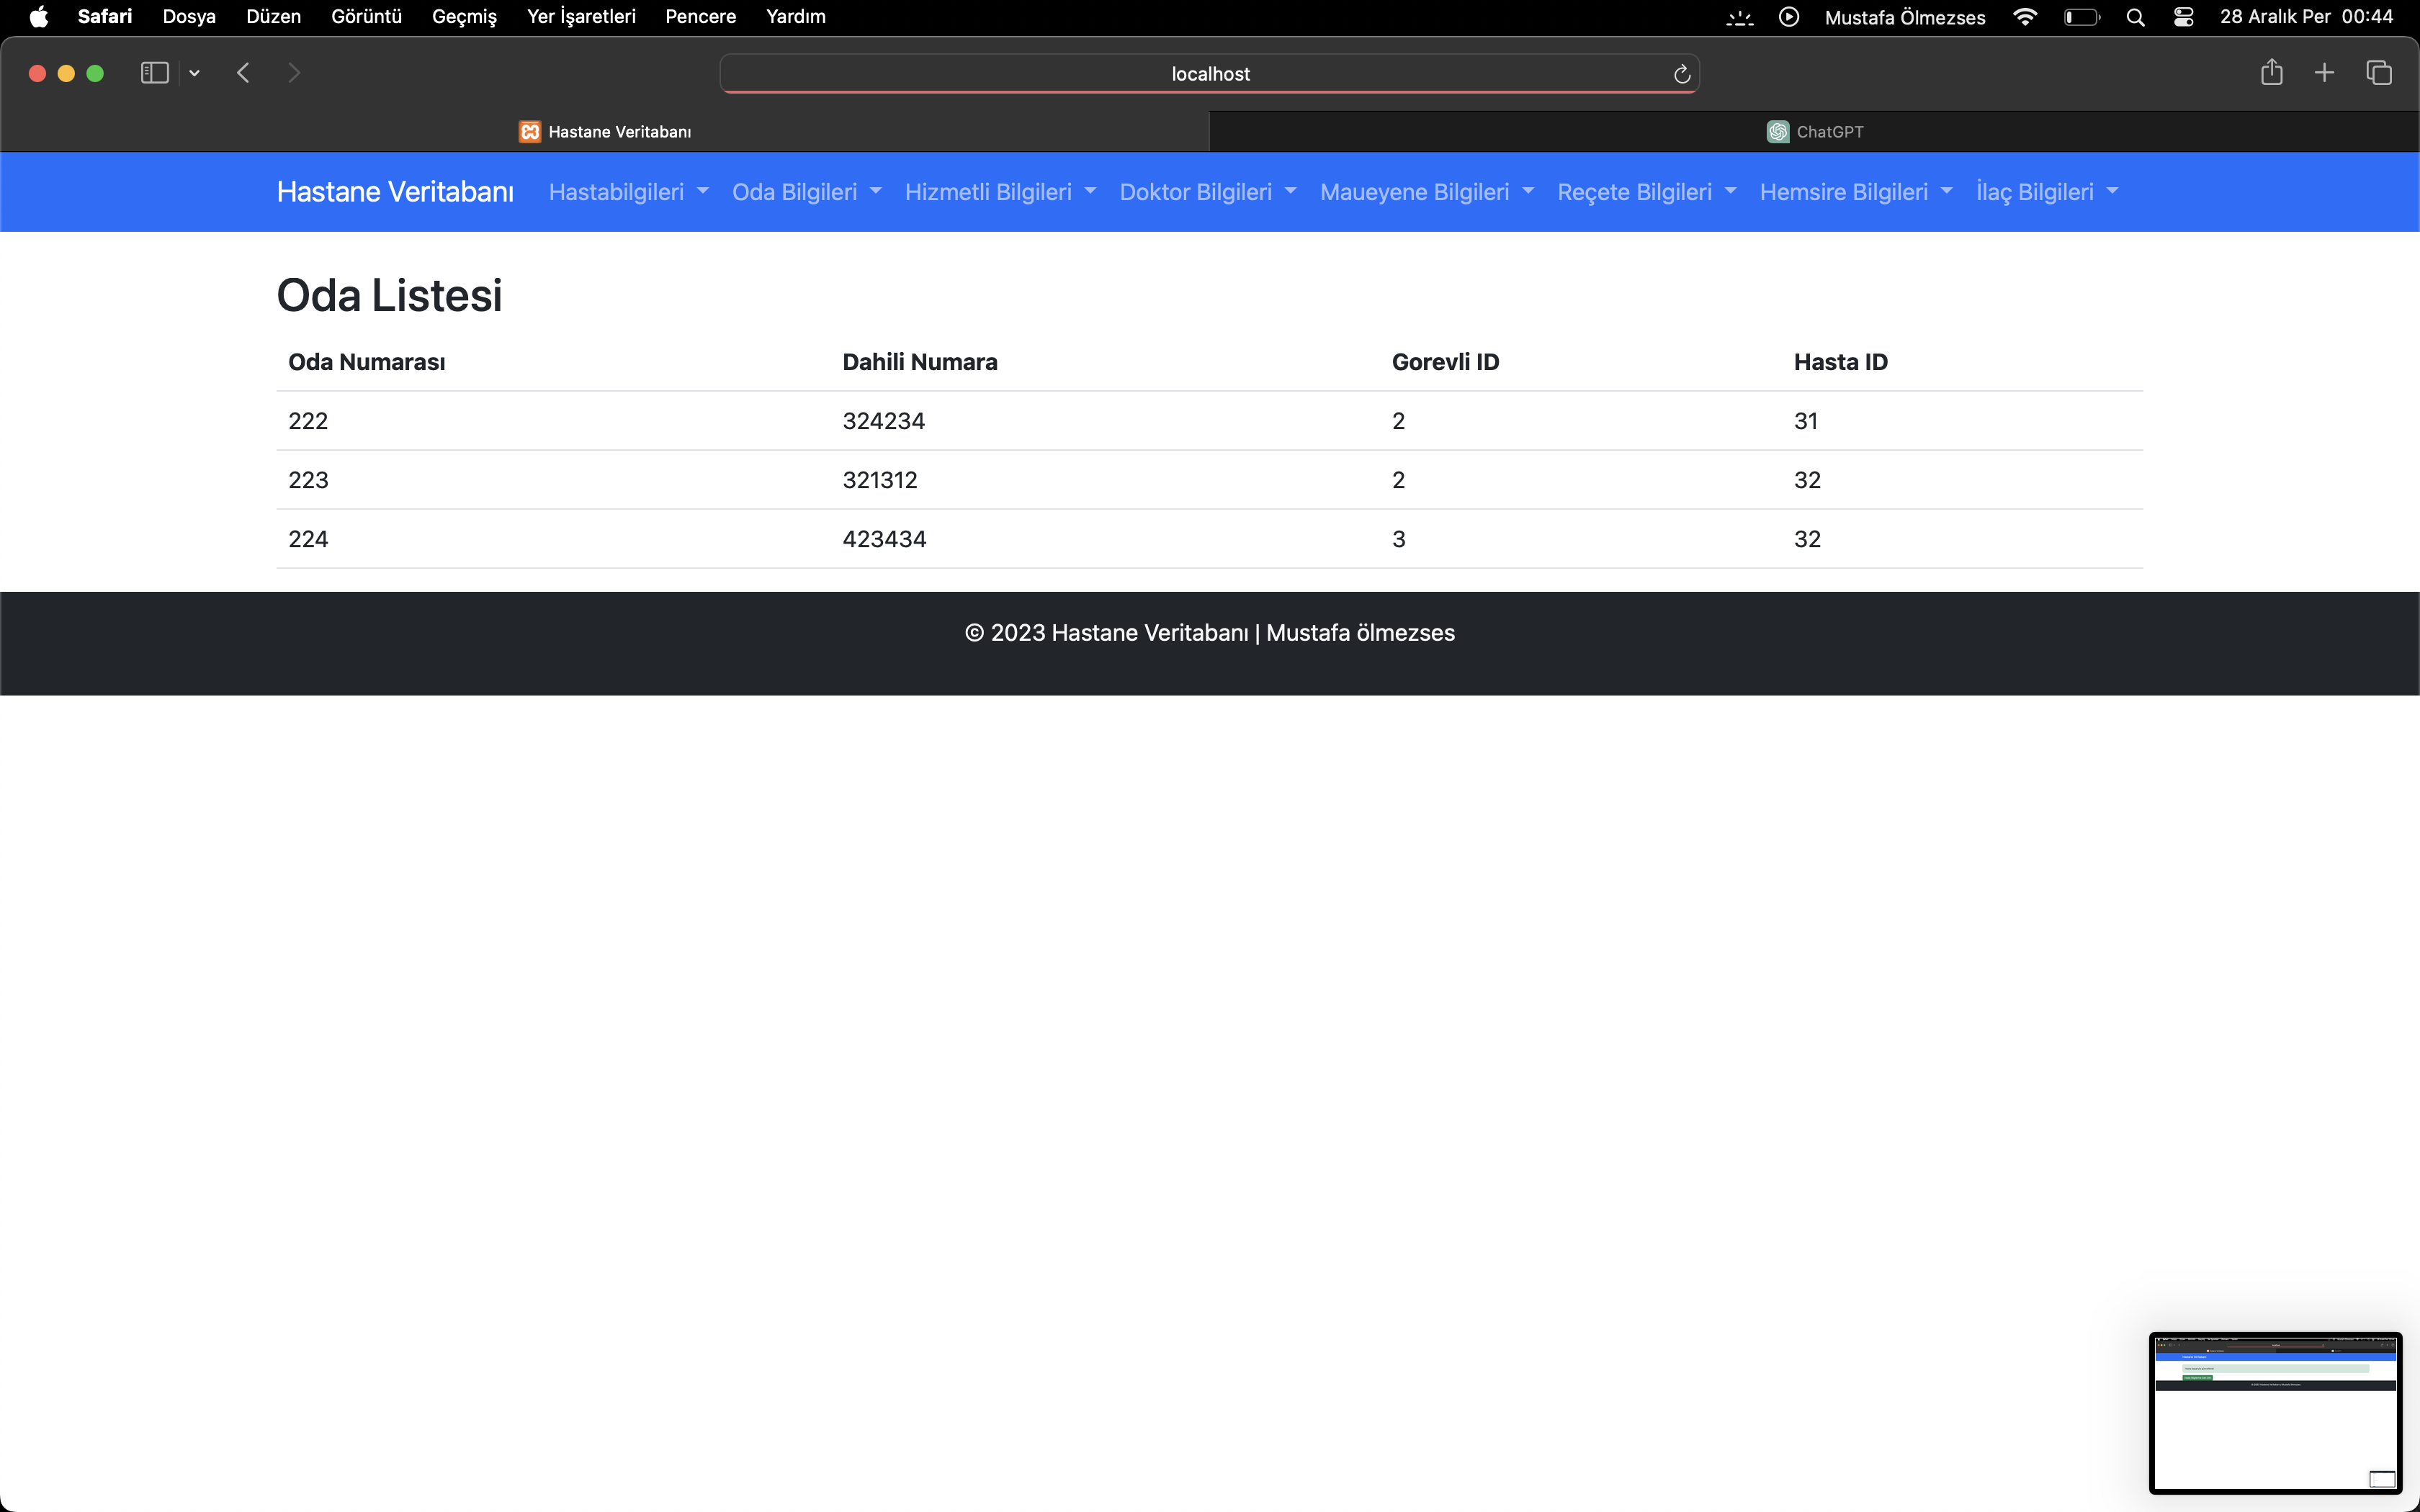 Safari Dosya Düzen Görüntü Geçmiş Yer İşaretleri Pencere Yardım Mustafa Ölmezses 28 Aralık Per 00:44
localhost
Hastane Veritabanı ChatGPT
Hastane Veritabanı Hastabilgileri Oda Bilgileri Hizmetli Bilgileri Doktor Bilgileri Maueyene Bilgileri Reçete Bilgileri Hemsire Bilgileri İlaç Bilgileri
Oda Listesi
Oda Numarası Dahili Numara Gorevli ID Hasta ID
222 324234 2 31
223 321312 2 32
224 423434 3 32
© 2023 Hastane Veritabanı | Mustafa ölmezses